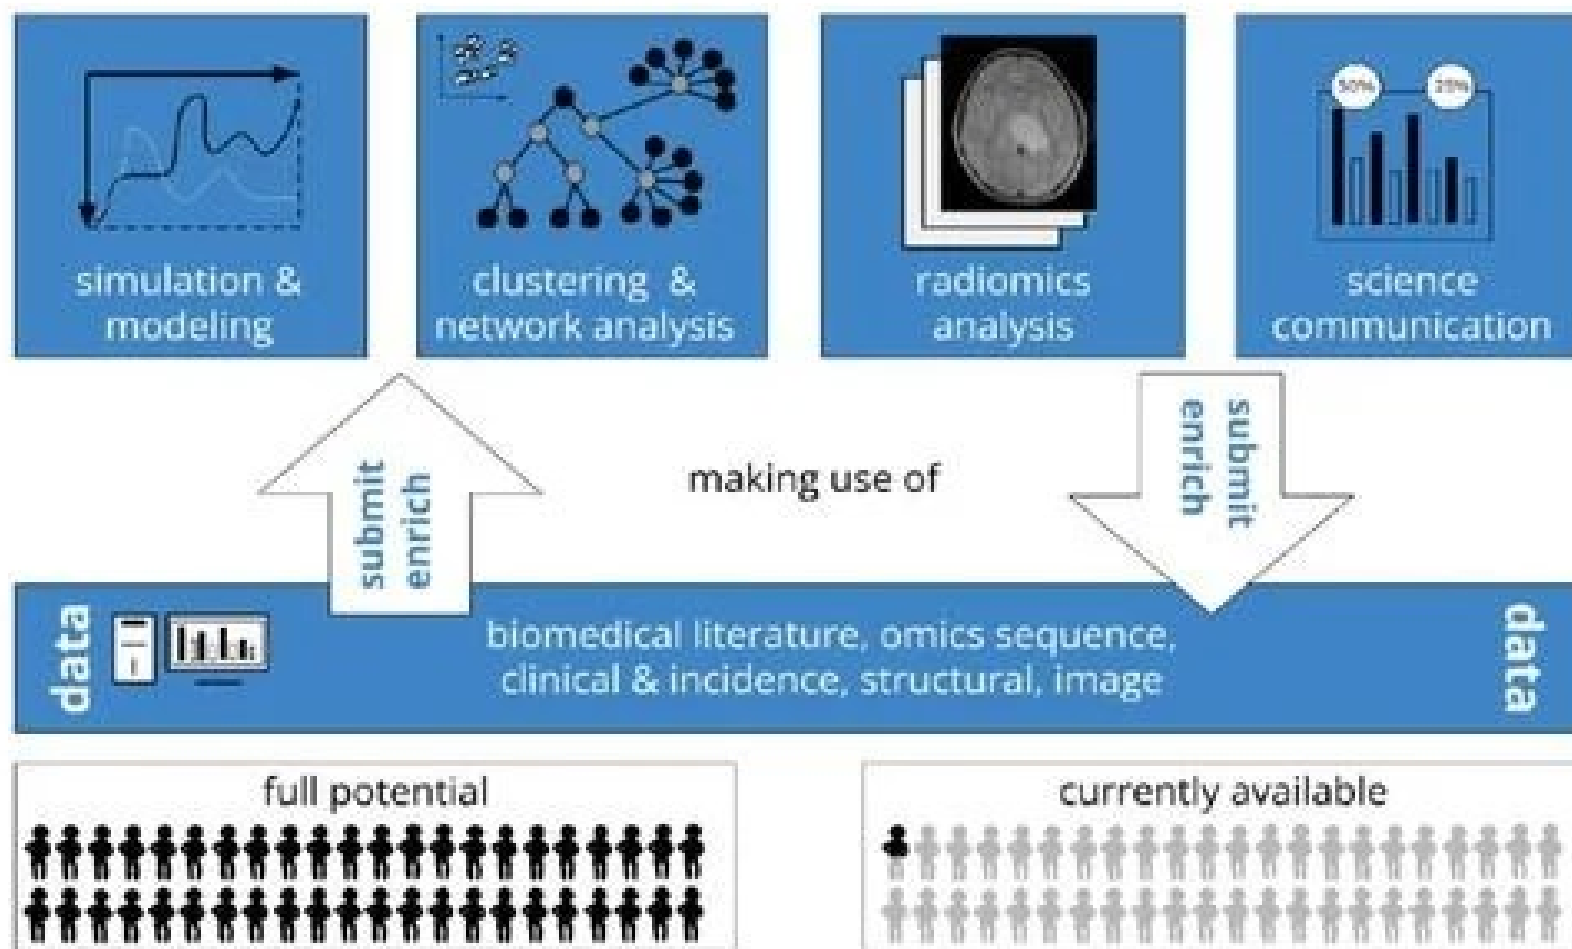 50%
simulation &
modeling
clustering &
network analysis
radiomics
analysis
science
communication
submit
enrich
making use of
submit
enrich
data
biomedical literature, omics sequence,
clinical & incidence, structural, image
data
full potential
currently available